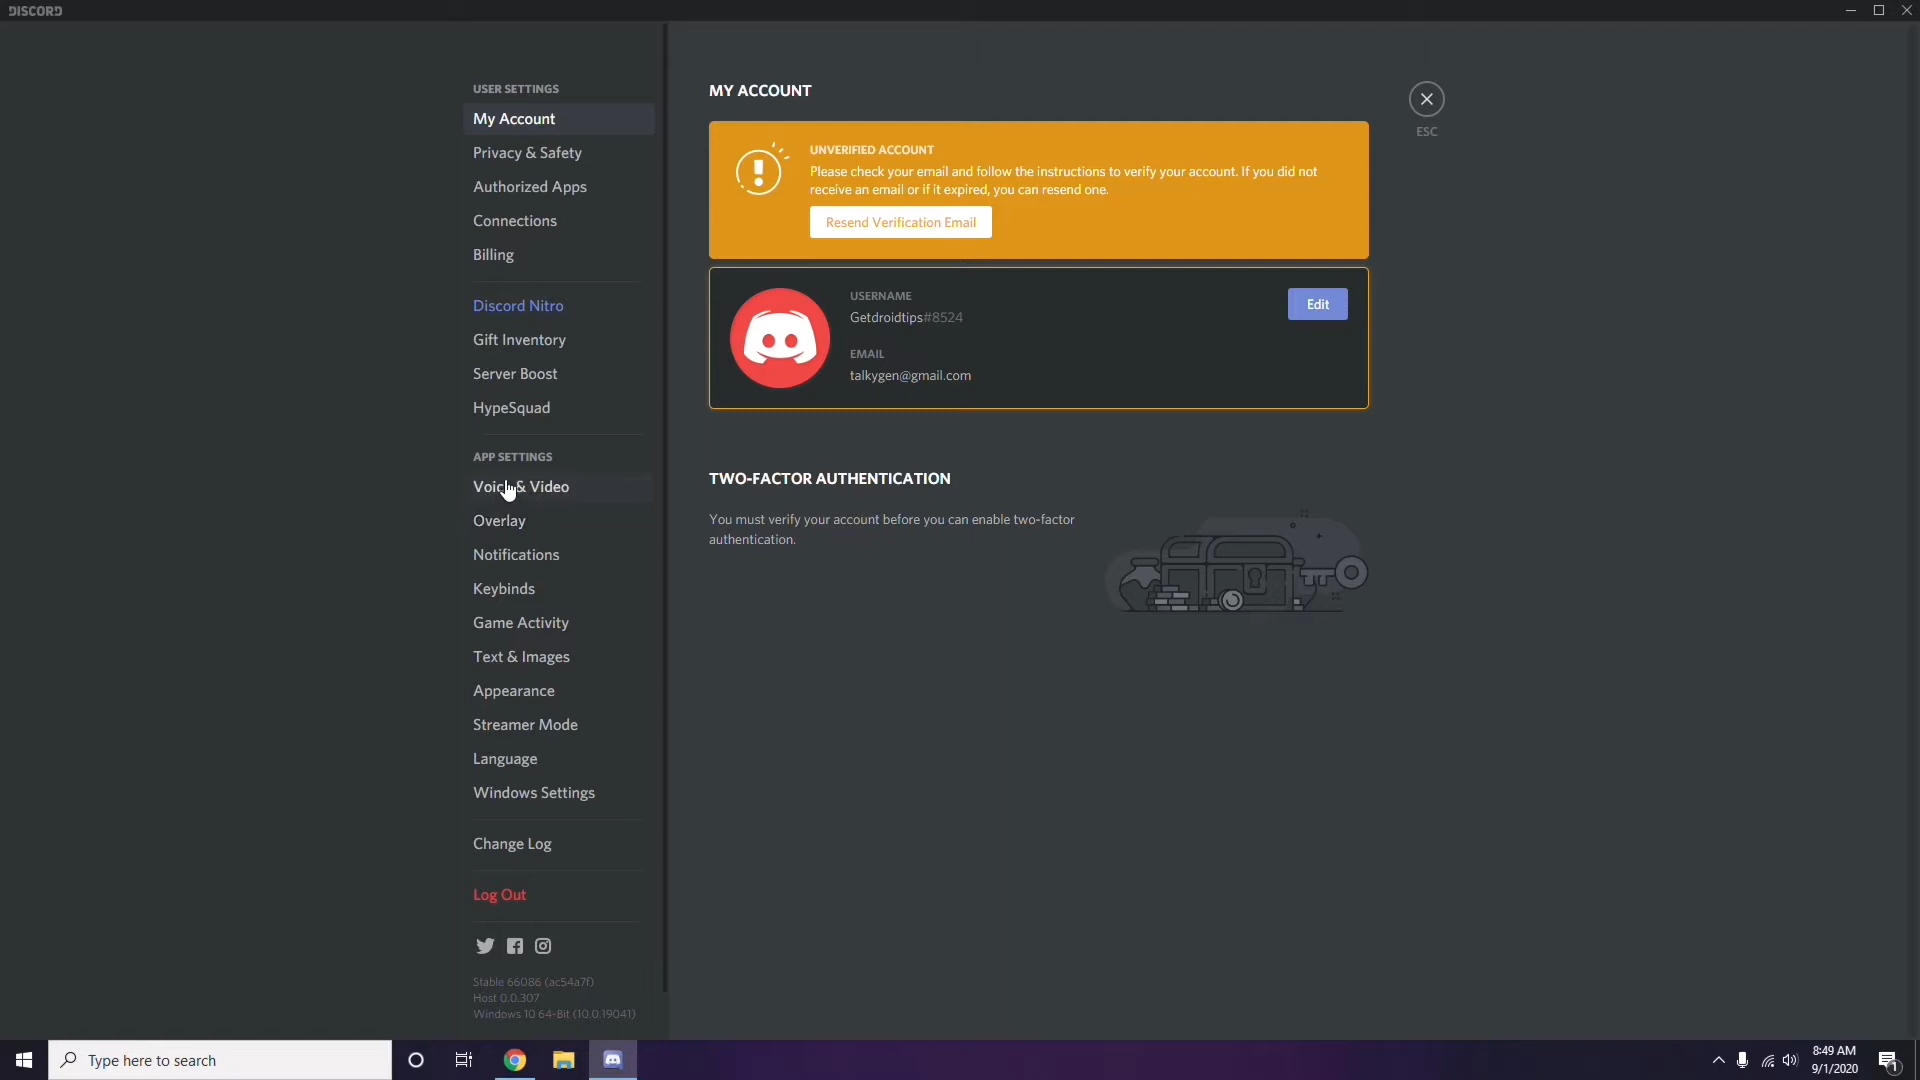 DISCORD
USER SETTINGS
My Account
Privacy & Safety
Authorized Apps
Connections
Billing
Discord Nitro
Gift Inventory
Server Boost
HypeSquad
APP SETTINGS
Voice & Video
Overlay
Notifications
Keybinds
Game Activity
Text & Images
Appearance
Streamer Mode
Language
Windows Settings
Change Log
Log Out
Stable 66086 (ac54a7f)
Host 0.0.307
Windows 10 64-Bit (10.0.19041)
MY ACCOUNT
ESC
UNVERIFIED ACCOUNT
Please check your email and follow the instructions to verify your account. If you did not
receive an email or if it expired, you can resend one.
Resend Verification Email
USERNAME
Getdroidtips#8524
Edit
EMAIL
talkygen@gmail.com
TWO-FACTOR AUTHENTICATION
You must verify your account before you can enable two-factor
authentication.
Type here to search
8:49 AM
9/1/2020
1